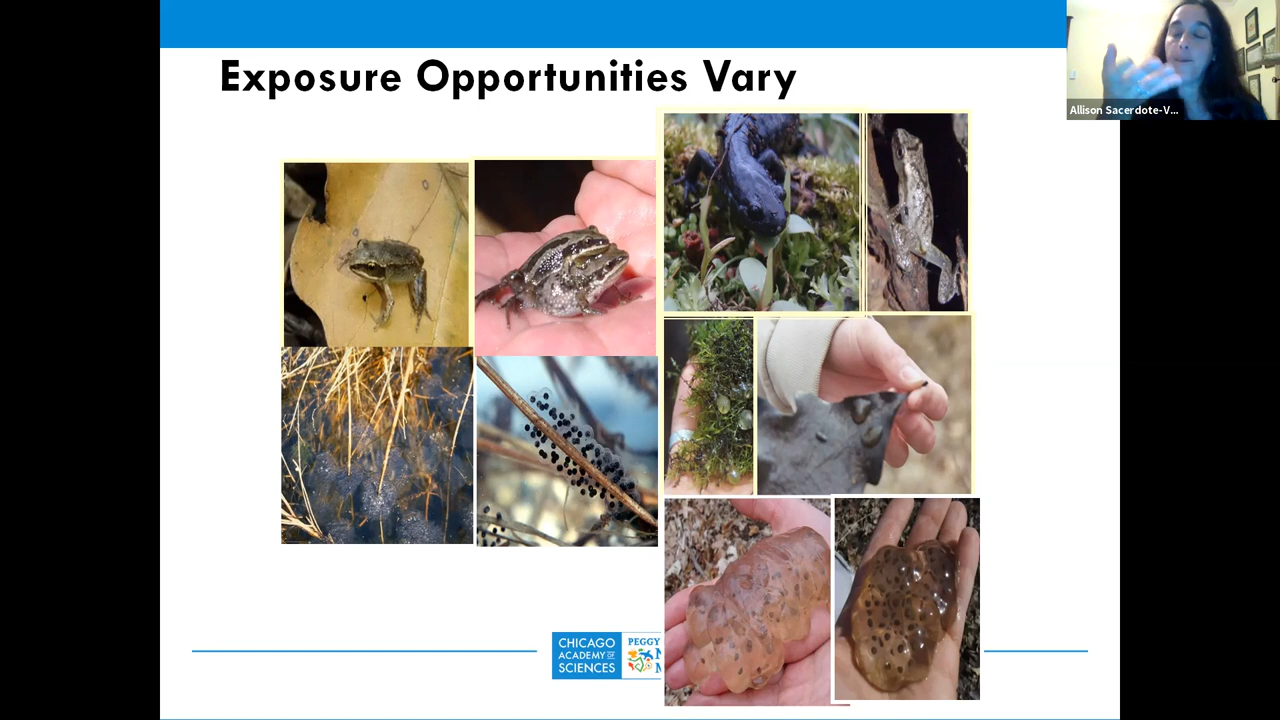 Exposure Opportunities Vary
Allison Sacerdote-V...
CHICAGO
ACADEMY OF
SCIENCES
PEGGY
N
M